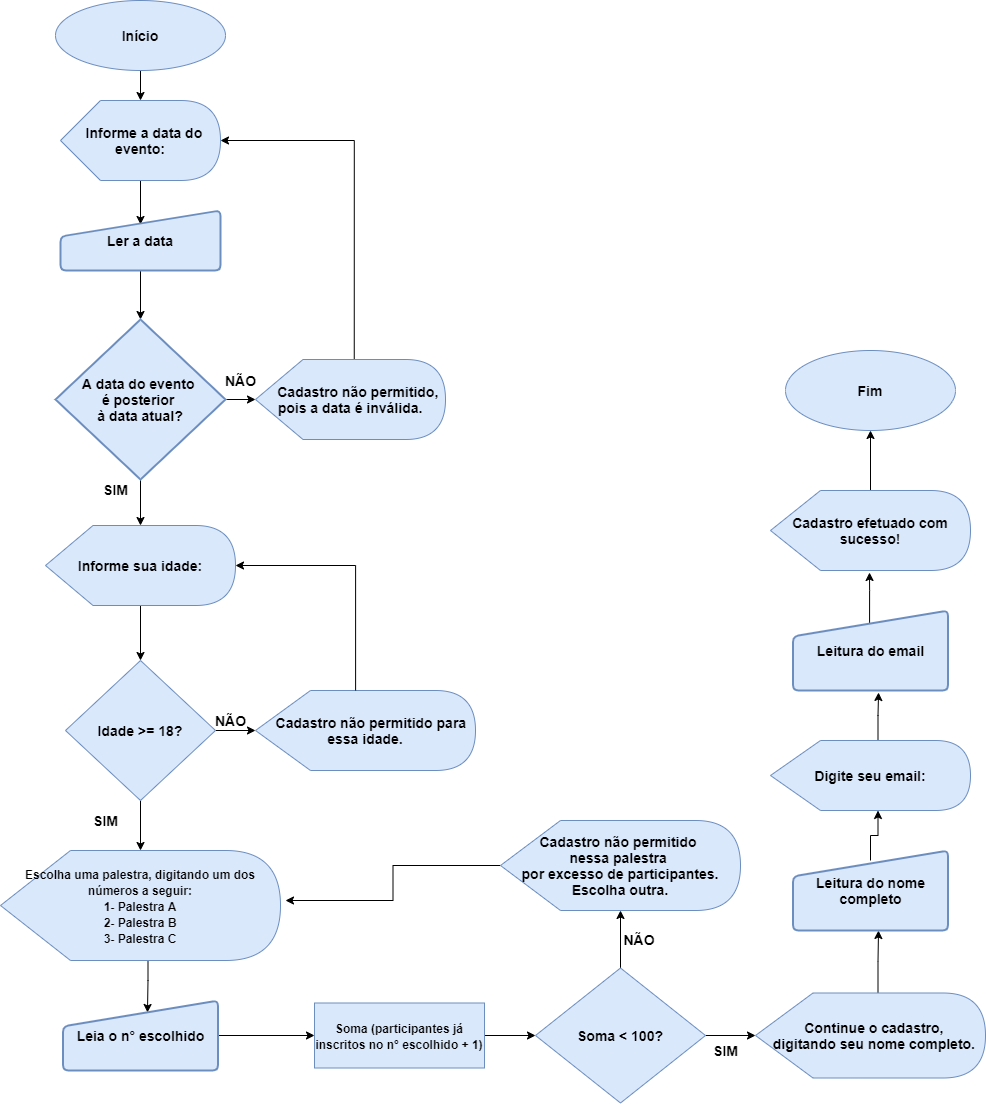 Início
Informe a data do
evento:
Ler a data
A data do evento
é posterior
à data atual?
NÃO
Cadastro não permitido,
pois a data é inválida.
SIM
Informe sua idade:
Idade >= 18?
NÃO
Cadastro não permitido para
essa idade.
SIM
Escolha uma palestra, digitando um dos
números a seguir:
1- Palestra A
2- Palestra B
3- Palestra C
Leia o n° escolhido
Soma (participantes já
inscritos no n° escolhido + 1)
Soma < 100?
NÃO
Cadastro não permitido
nessa palestra
por excesso de participantes.
Escolha outra.
SIM
Continue o cadastro,
digitando seu nome completo.
Leitura do nome
completo
Digite seu email:
Leitura do email
Cadastro efetuado com
sucesso!
Fim